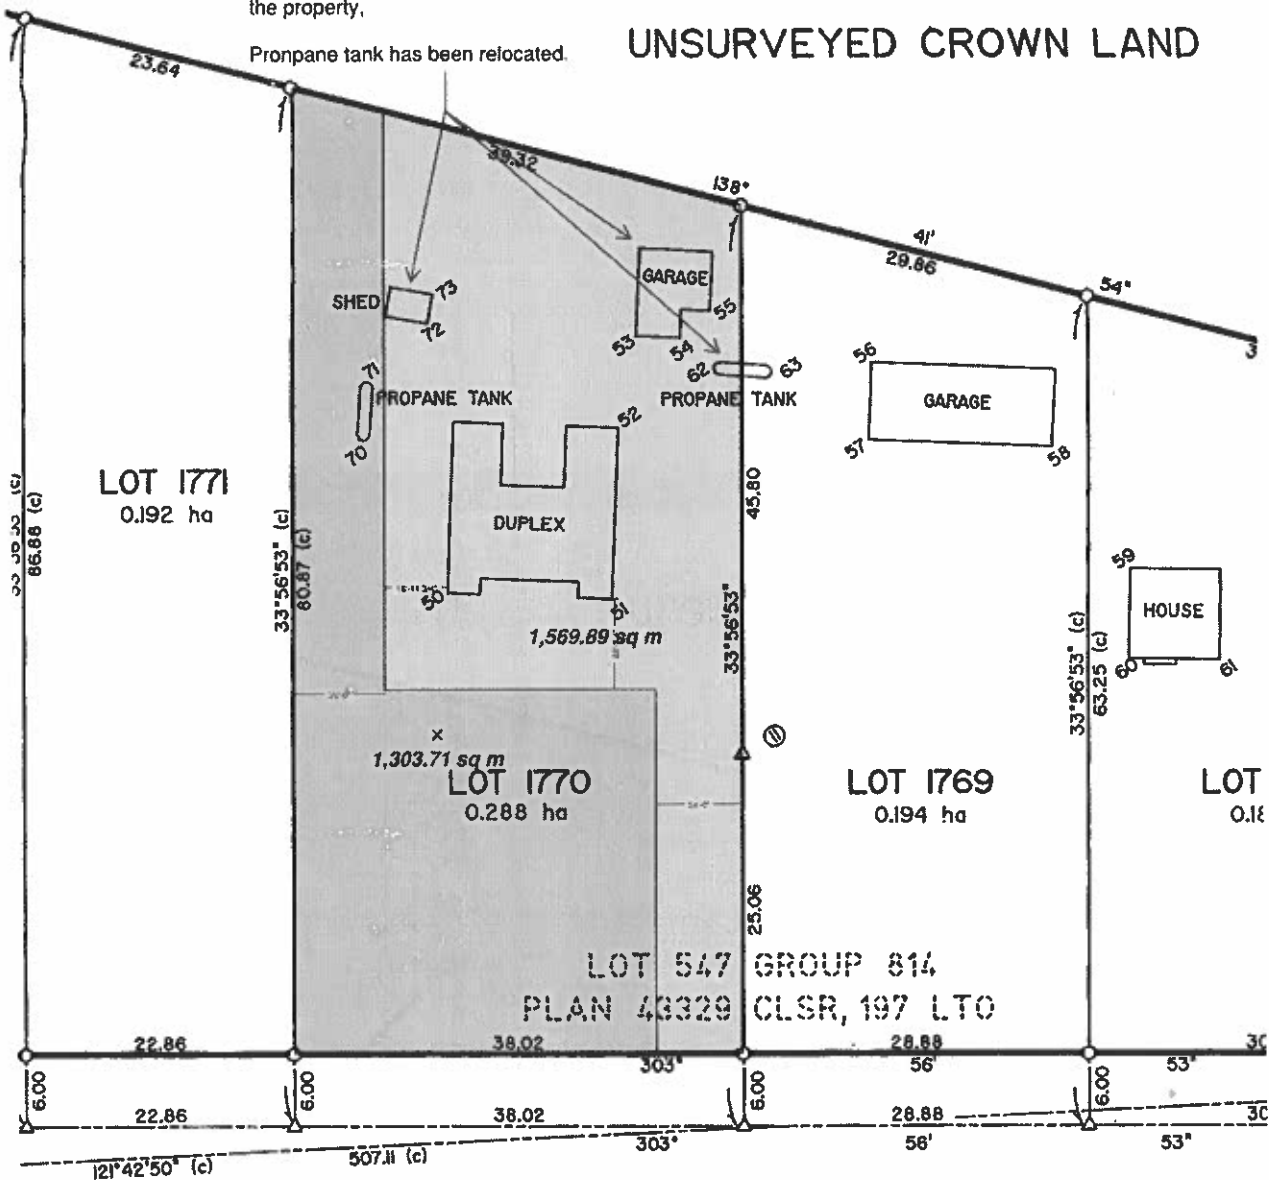 the property,
UNSURVEYED CROWN LAND
Pronpane tank has been relocated.
23.64
39.32
138°
41'
29.86
54"
3
GARAGE
SHED
73
72
55
53
54
62
63
56
71
PROPANE TANK
PROPANE TANK
GARAGE
52
70
57
58
LOT 1771
0.192 ha
86.88 (c)
33°56'53" (c)
80.87 (c)
45.80
DUPLEX
59
HOUSE
50
51
1,569.89 sq m
33°56'53"
33°56'53" (c)
63.25 (c)
60
61
x
1,303.71 sq m
LOT 1770
0.288 ha
LOT 1769
0.194 ha
LOT
0.18
25.06
LOT 547 GROUP 814
PLAN 43329 CLSR, 197 LTO
22.86
38.02
303°
28.88
56'
53"
30
6.00
6.00
6.00
6.00
22.86
38.02
303°
28.88
56'
53"
30
121°42'50" (c)
507.11 (c)